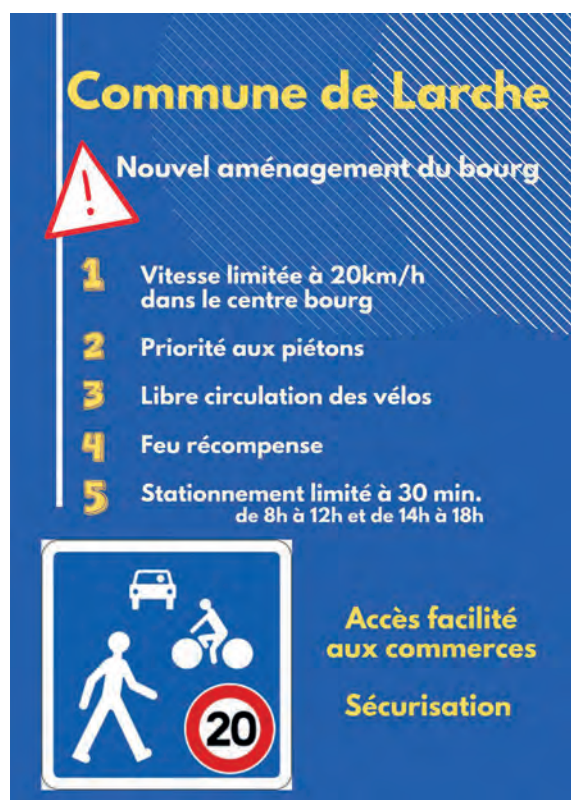 Commune de Larche
!
Nouvel aménagement du bourg
1 Vitesse limitée à 20km/h
dans le centre bourg
2 Priorité aux piétons
3 Libre circulation des vélos
4 Feu récompense
5 Stationnement limité à 30 min.
de 8h à 12h et de 14h à 18h
20
Accès facilité
aux commerces
Sécurisation